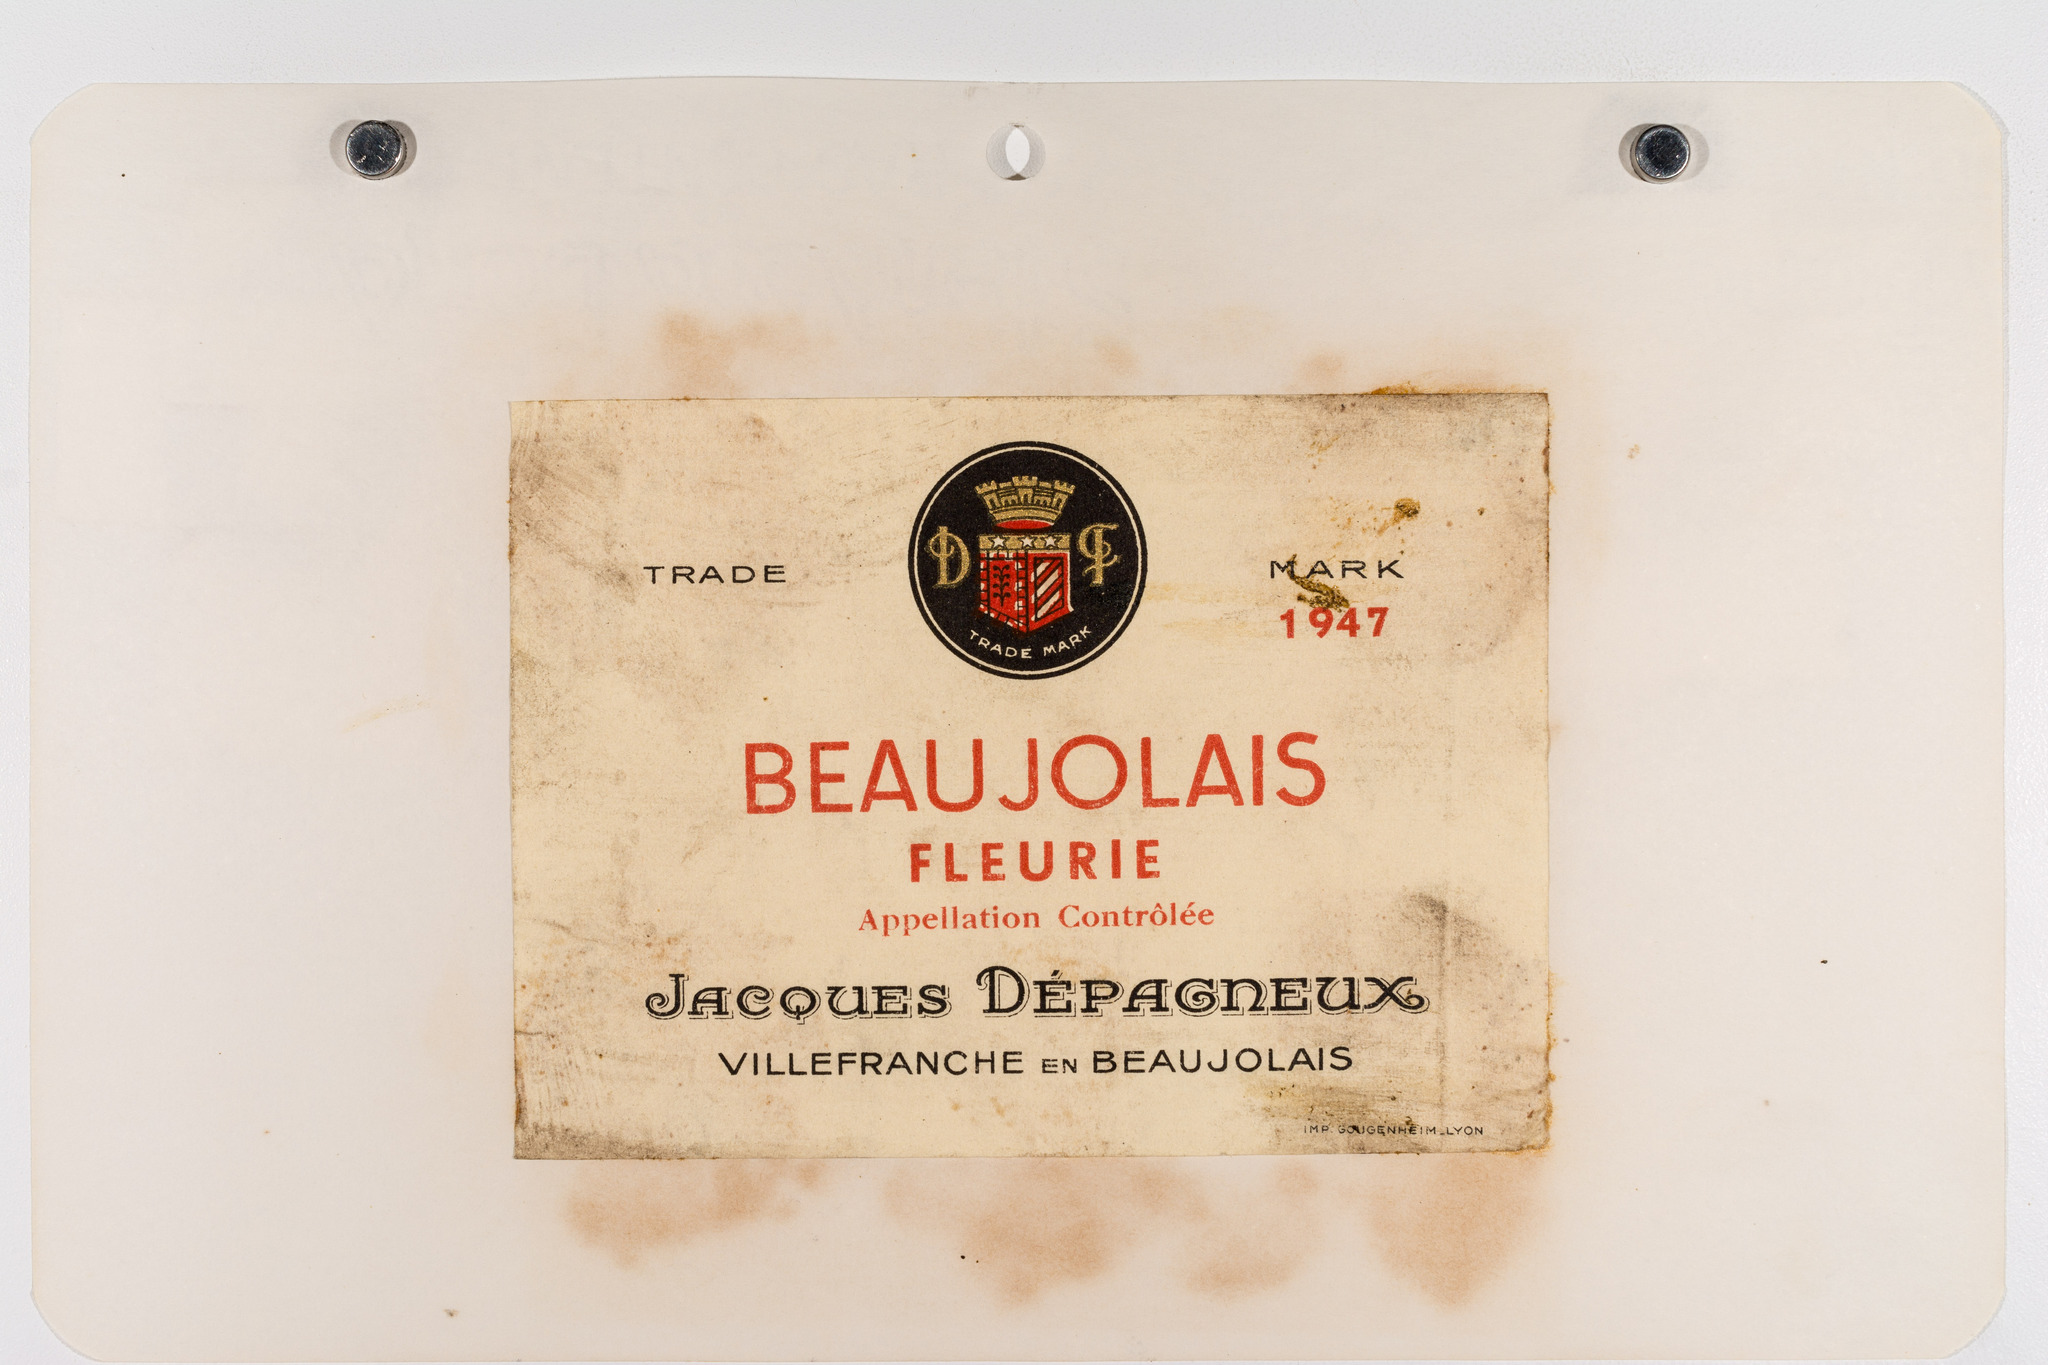 D F
TRADE MARK
TRADE MARK
1947
BEAUJOLAIS
FLEURIE
Appellation Contrôlée
JACQUES DÉPAGNEUX
VILLEFRANCHE EN BEAUJOLAIS
IMP. GOUGENHEIM_LYON